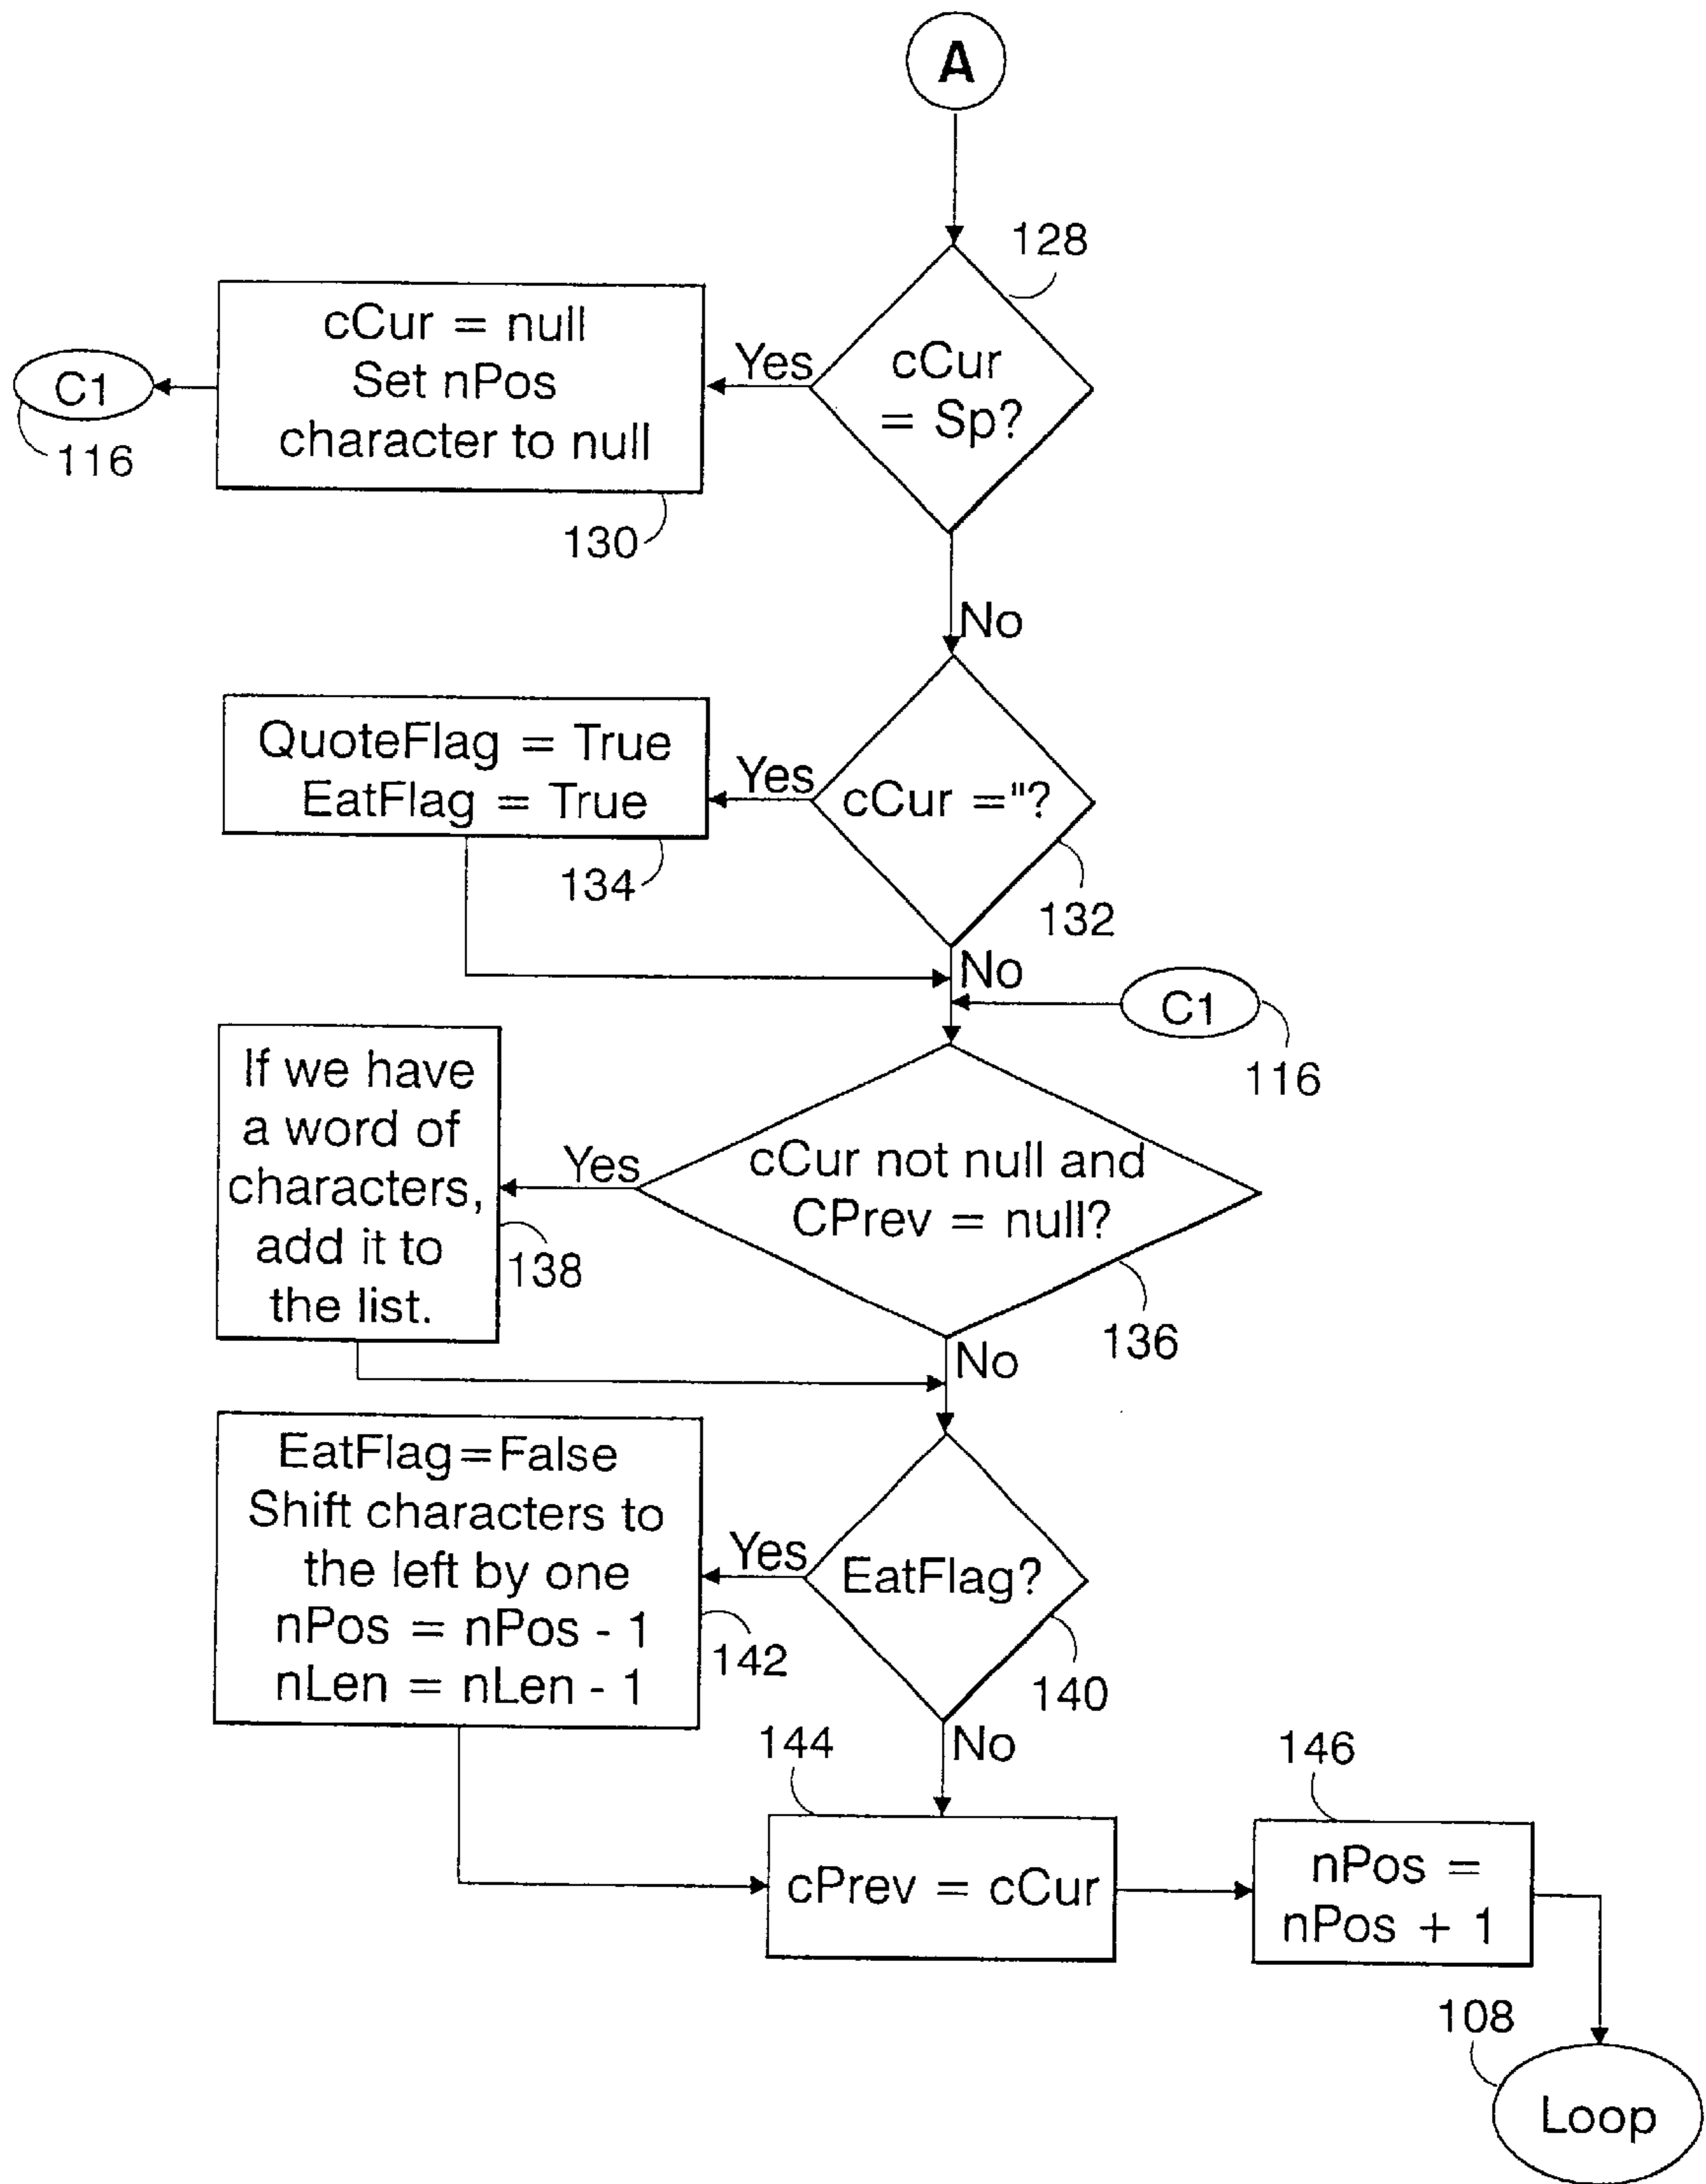 A
128
cCur
= Sp?
Yes
cCur = null
Set nPos
character to null
130
C1
116
No
cCur ="?
132
Yes
QuoteFlag = True
EatFlag = True
134
No
C1
116
cCur not null and
CPrev = null?
136
Yes
If we have
a word of
characters,
add it to
the list.
138
No
EatFlag?
140
Yes
EatFlag=False
Shift characters to
the left by one
nPos = nPos - 1
nLen = nLen - 1
142
No
144
cPrev = cCur
146
nPos =
nPos + 1
108
Loop